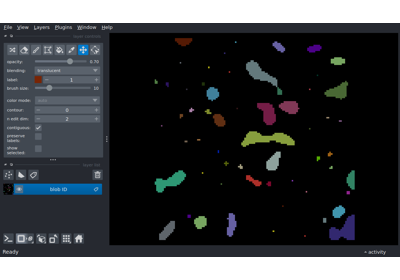 File View Layers Plugins Window Help
opacity: 0.70
blending: translucent
label: 1
brush size: 10
color mode:
contour: 0
n edit dim: 2
contiguous: ✓
preserve
labels:
show
selected:
blob ID
Ready
activity